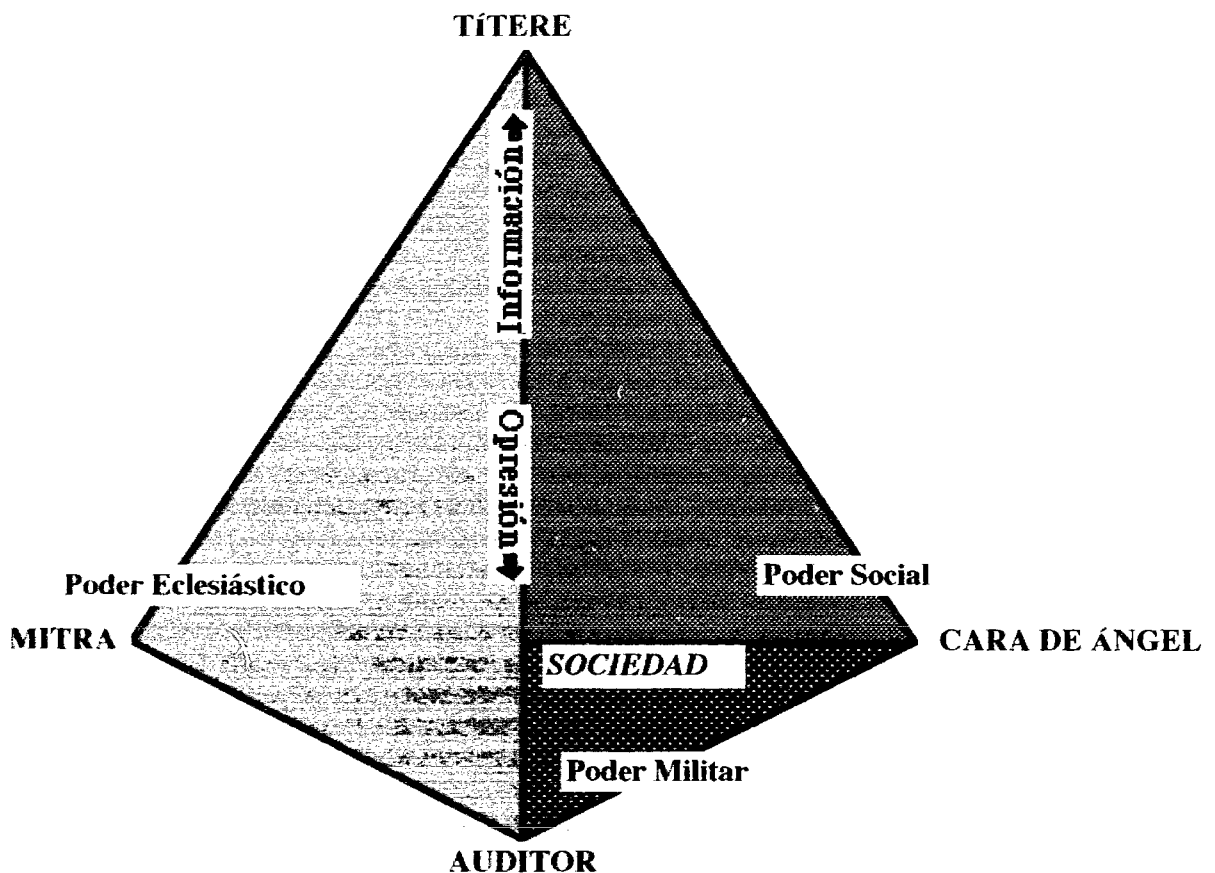 TÍTERE
Información
Opresión
Poder Eclesiástico
Poder Social
MITRA
CARA DE ÁNGEL
SOCIEDAD
Poder Militar
AUDITOR